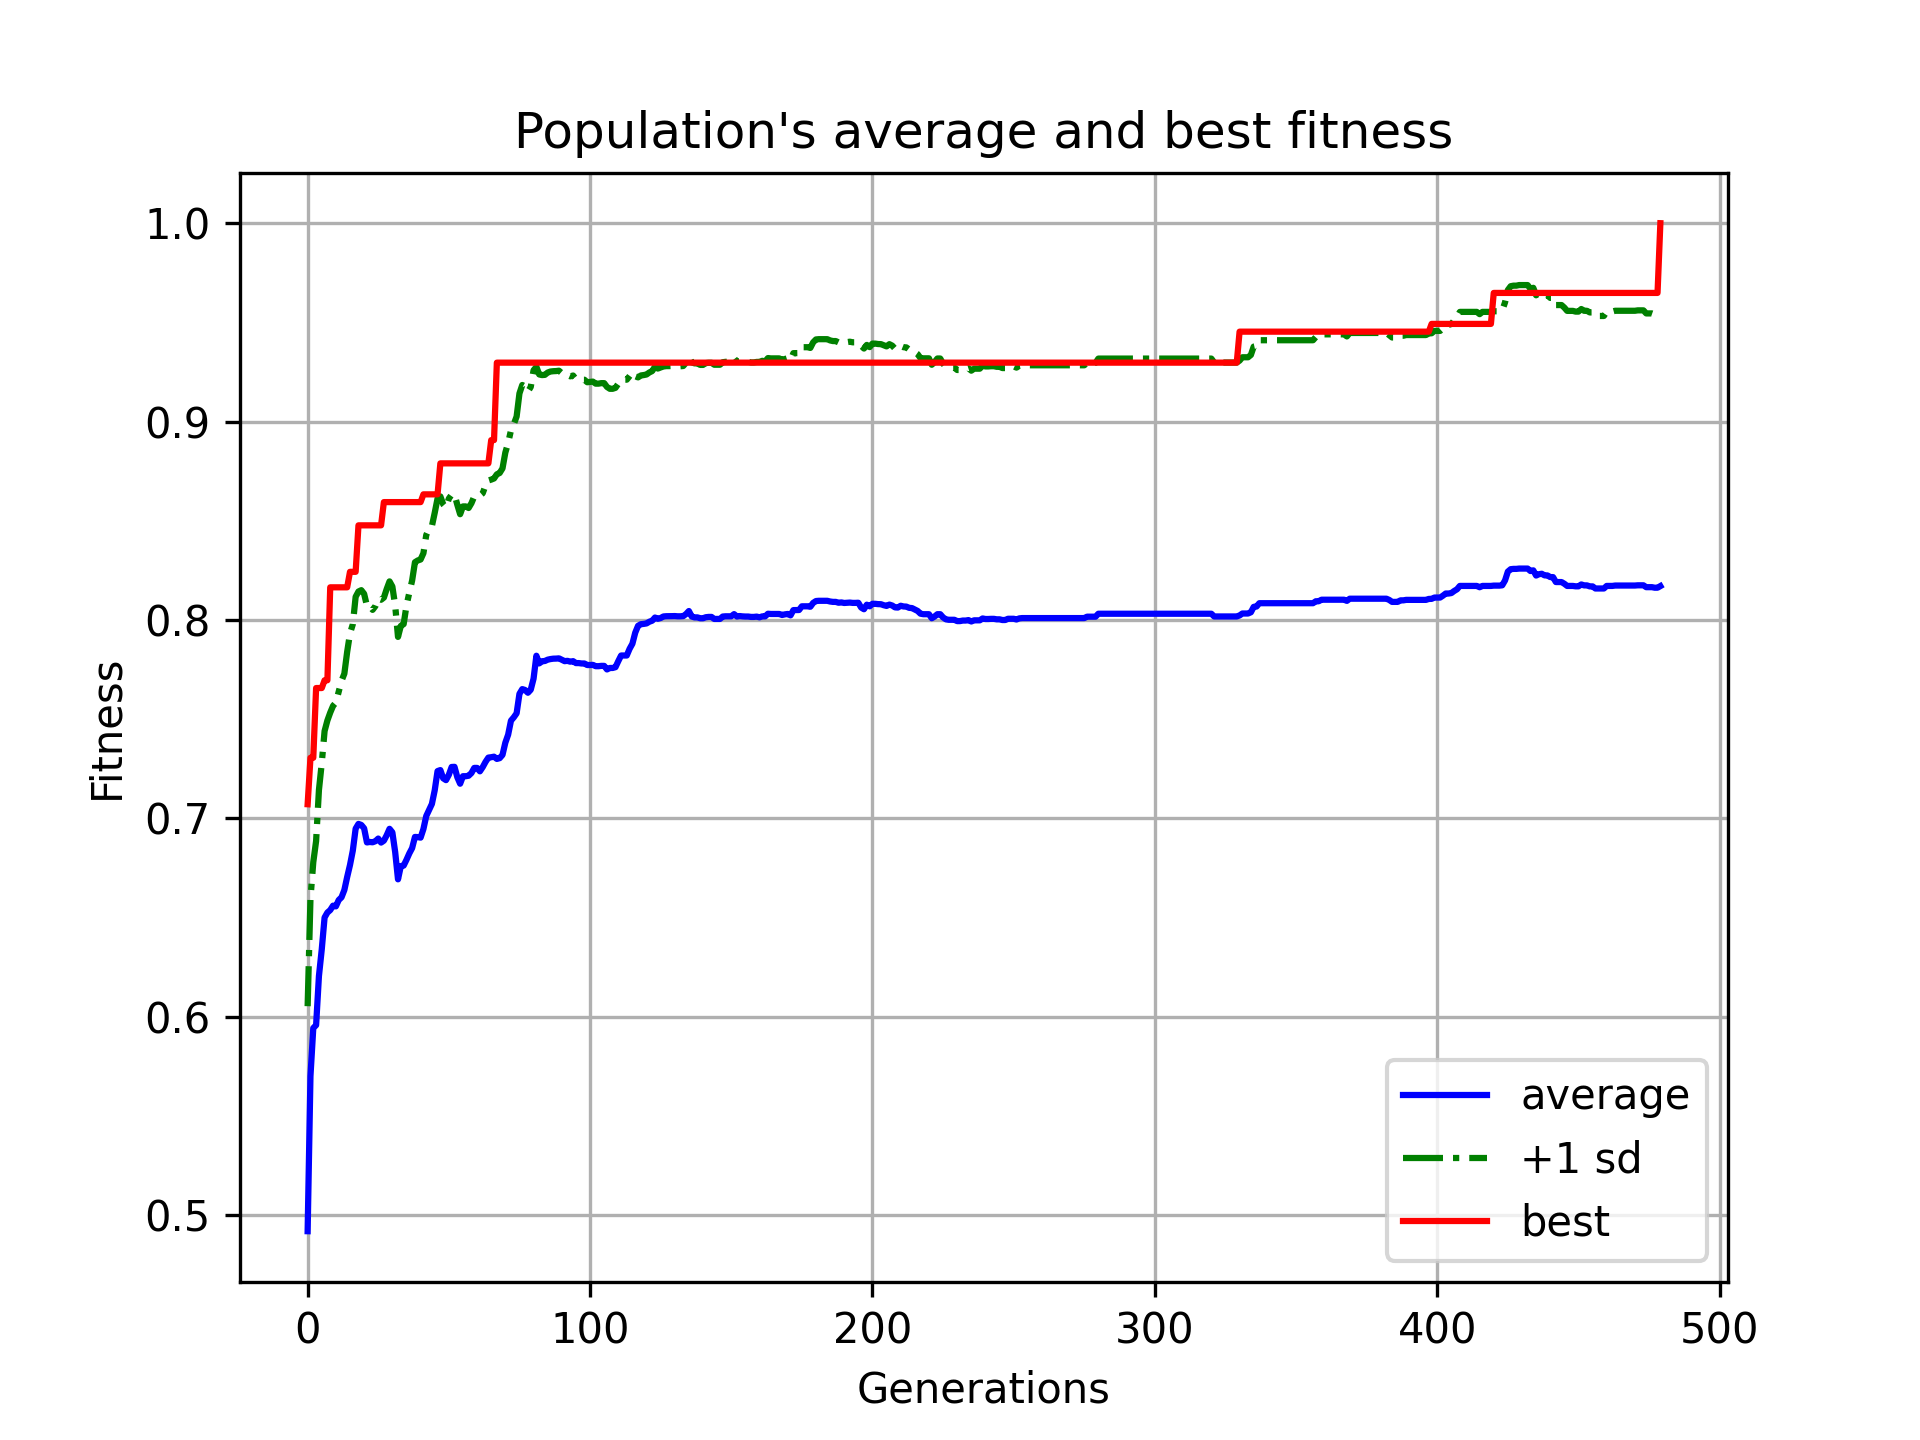 Population's average and best fitness
1.0
0.9
0.8
0.7
0.6
0.5
Fitness
average
+1 sd
best
0 100 200 300 400 500
Generations